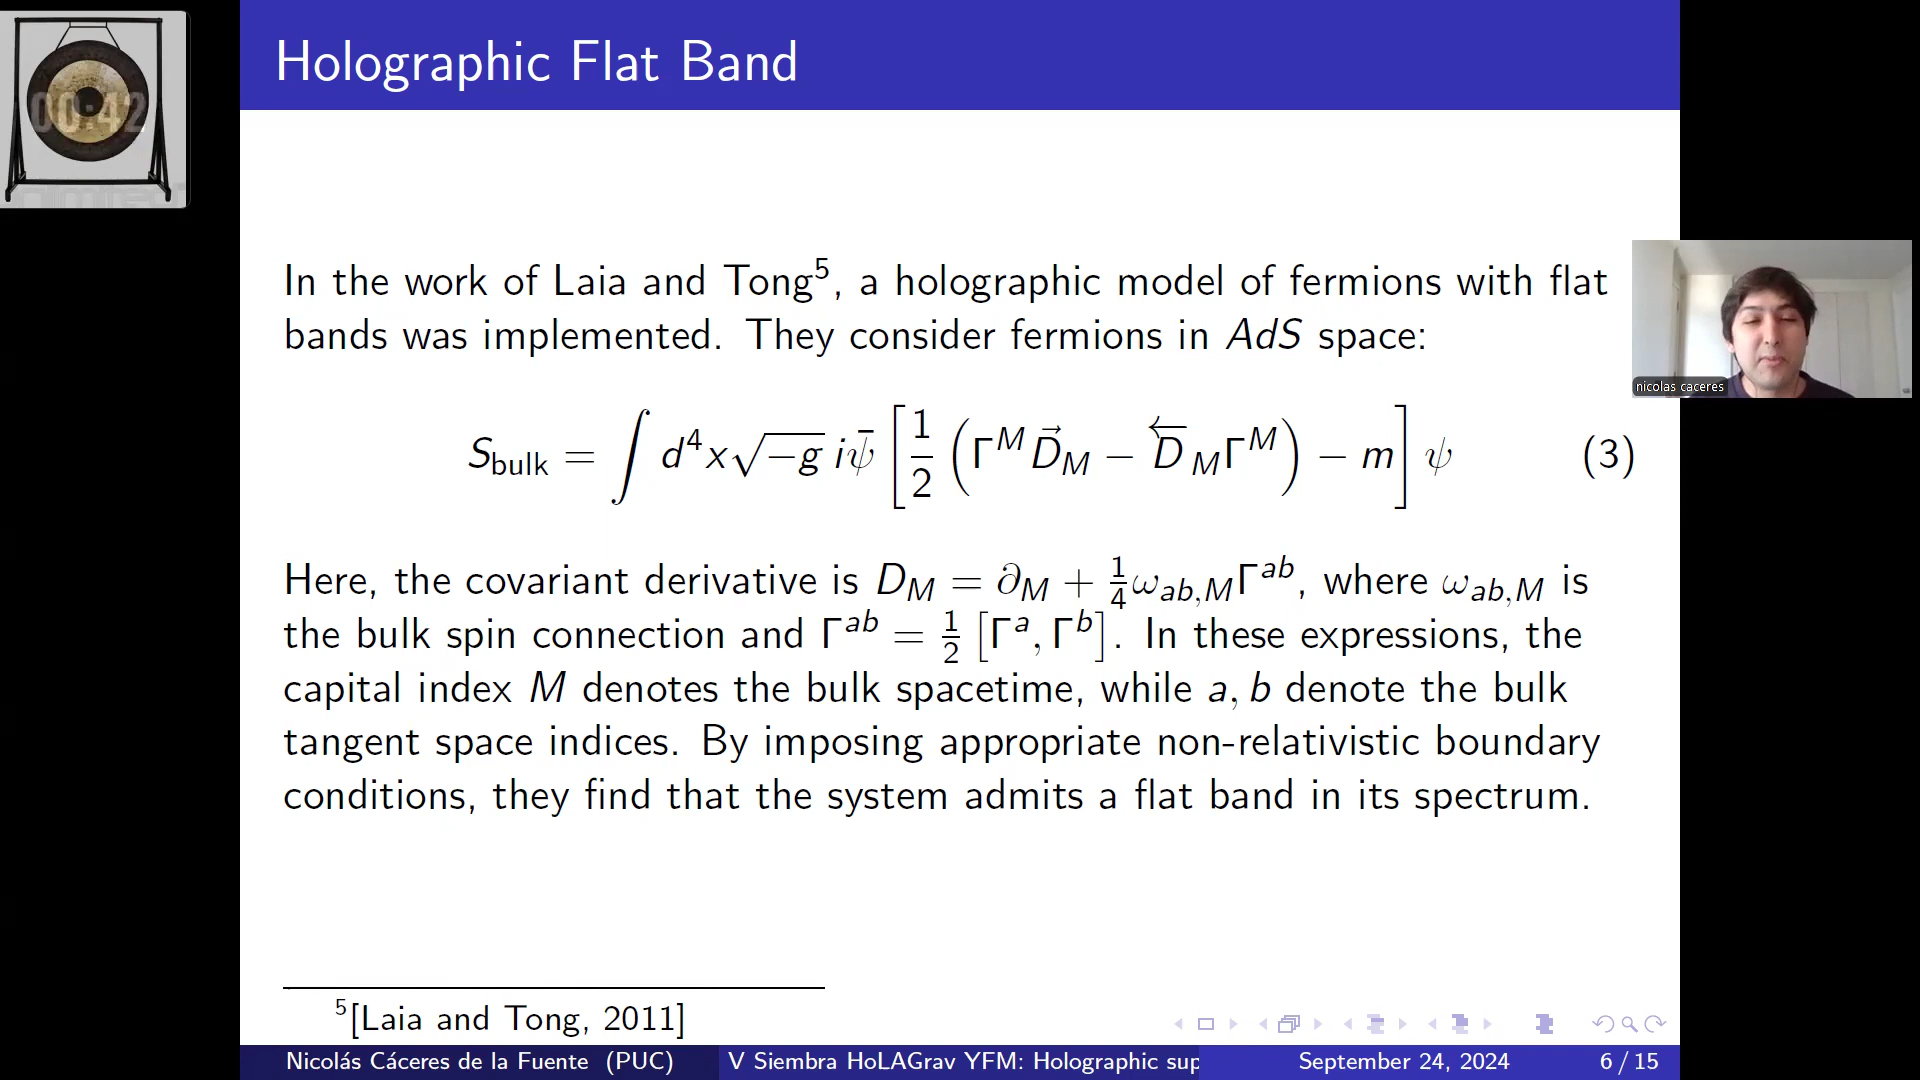 Holographic Flat Band
00:42
In the work of Laia and Tong⁵, a holographic model of fermions with flat
bands was implemented. They consider fermions in AdS space:
S_bulk = ∫ d⁴x√−g i ψ̄ [ 1/2 ( Γ^M D⃗_M − D⃖_M Γ^M ) − m ] ψ (3)
Here, the covariant derivative is D_M = ∂_M + 1/4 ω_{ab,M} Γ^{ab}, where ω_{ab,M} is
the bulk spin connection and Γ^{ab} = 1/2 [Γ^a, Γ^b]. In these expressions, the
capital index M denotes the bulk spacetime, while a, b denote the bulk
tangent space indices. By imposing appropriate non-relativistic boundary
conditions, they find that the system admits a flat band in its spectrum.
nicolas caceres
⁵[Laia and Tong, 2011]
Nicolás Cáceres de la Fuente (PUC) V Siembra HoLAGrav YFM: Holographic sup September 24, 2024 6 / 15